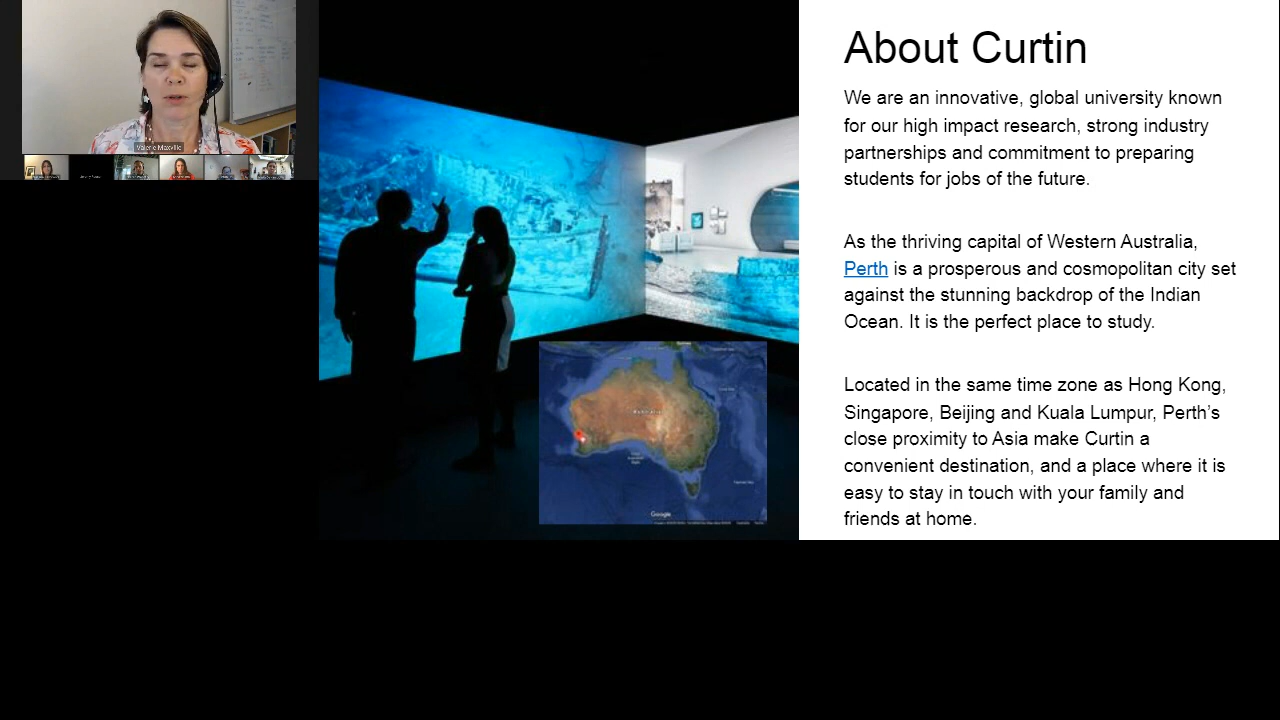 Valerie Maxville
About Curtin
We are an innovative, global university known
for our high impact research, strong industry
partnerships and commitment to preparing
students for jobs of the future.
As the thriving capital of Western Australia,
Perth is a prosperous and cosmopolitan city set
against the stunning backdrop of the Indian
Ocean. It is the perfect place to study.
Australia
Google
Located in the same time zone as Hong Kong,
Singapore, Beijing and Kuala Lumpur, Perth’s
close proximity to Asia make Curtin a
convenient destination, and a place where it is
easy to stay in touch with your family and
friends at home.